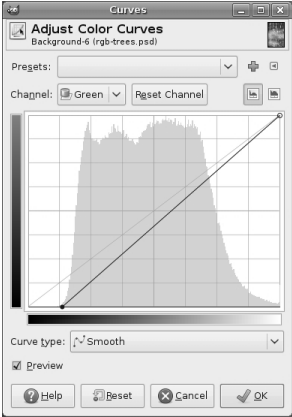 Curves
Adjust Color Curves
Background-6 (rgb-trees.psd)
Presets:
Channel: Green Reset Channel
Curve type: Smooth
Preview
Help Reset Cancel OK